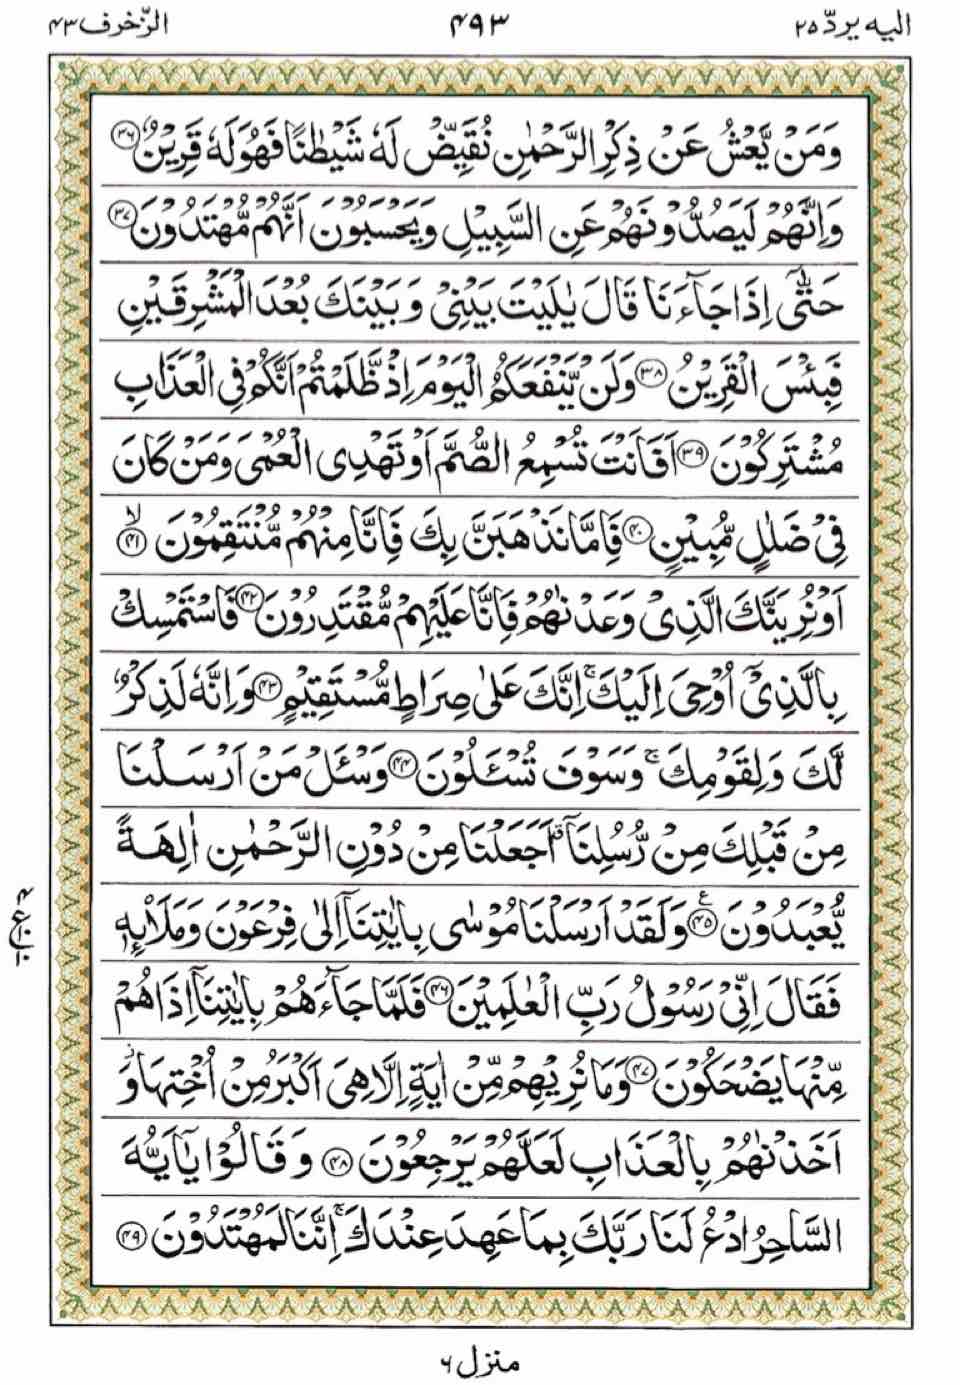 اليه يردّ ٢٥
٤٩٣
الزّخرف ٤٣
وَمَنْ يَّعْشُ عَنْ ذِكْرِ الرَّحْمٰنِ نُقَيِّضْ لَهٗ شَيْطٰنًا فَهُوَ لَهٗ قَرِيْنٌ ۝٣٦
وَاِنَّهُمْ لَيَصُدُّوْنَهُمْ عَنِ السَّبِيْلِ وَيَحْسَبُوْنَ اَنَّهُمْ مُّهْتَدُوْنَ ۝٣٧
حَتّٰٓى اِذَا جَآءَنَا قَالَ يٰلَيْتَ بَيْنِىْ وَبَيْنَكَ بُعْدَ الْمَشْرِقَيْنِ
فَبِئْسَ الْقَرِيْنُ ۝٣٨ وَلَنْ يَّنْفَعَكُمُ الْيَوْمَ اِذْ ظَّلَمْتُمْ اَنَّكُمْ فِى الْعَذَابِ
مُشْتَرِكُوْنَ ۝٣٩ اَفَاَنْتَ تُسْمِعُ الصُّمَّ اَوْ تَهْدِى الْعُمْىَ وَمَنْ كَانَ
فِىْ ضَلٰلٍ مُّبِيْنٍ ۝٤٠ فَاِمَّا نَذْهَبَنَّ بِكَ فَاِنَّا مِنْهُمْ مُّنْتَقِمُوْنَ ۙ۝٤١
اَوْ نُرِيَنَّكَ الَّذِىْ وَعَدْنٰهُمْ فَاِنَّا عَلَيْهِمْ مُّقْتَدِرُوْنَ ۝٤٢ فَاسْتَمْسِكْ
بِالَّذِىْٓ اُوْحِىَ اِلَيْكَ ۚ اِنَّكَ عَلٰى صِرَاطٍ مُّسْتَقِيْمٍ ۝٤٣ وَاِنَّهٗ لَذِكْرٌ
لَّكَ وَلِقَوْمِكَ ۚ وَسَوْفَ تُسْـَٔلُوْنَ ۝٤٤ وَسْـَٔلْ مَنْ اَرْسَلْنَا
مِنْ قَبْلِكَ مِنْ رُّسُلِنَآ ۗ اَجَعَلْنَا مِنْ دُوْنِ الرَّحْمٰنِ اٰلِهَةً
يُّعْبَدُوْنَ ۝٤٥ ع وَلَقَدْ اَرْسَلْنَا مُوْسٰى بِاٰيٰتِنَآ اِلٰى فِرْعَوْنَ وَمَلَا۟ئِهٖ
فَقَالَ اِنِّىْ رَسُوْلُ رَبِّ الْعٰلَمِيْنَ ۝٤٦ فَلَمَّا جَآءَهُمْ بِاٰيٰتِنَآ اِذَا هُمْ
مِّنْهَا يَضْحَكُوْنَ ۝٤٧ وَمَا نُرِيْهِمْ مِّنْ اٰيَةٍ اِلَّا هِىَ اَكْبَرُ مِنْ اُخْتِهَا ۖ وَ
اَخَذْنٰهُمْ بِالْعَذَابِ لَعَلَّهُمْ يَرْجِعُوْنَ ۝٤٨ وَقَالُوْا يٰٓاَيُّهَ
السّٰحِرُ ادْعُ لَنَا رَبَّكَ بِمَا عَهِدَ عِنْدَكَ ۚ اِنَّنَا لَمُهْتَدُوْنَ ۝٤٩
منزل ٦